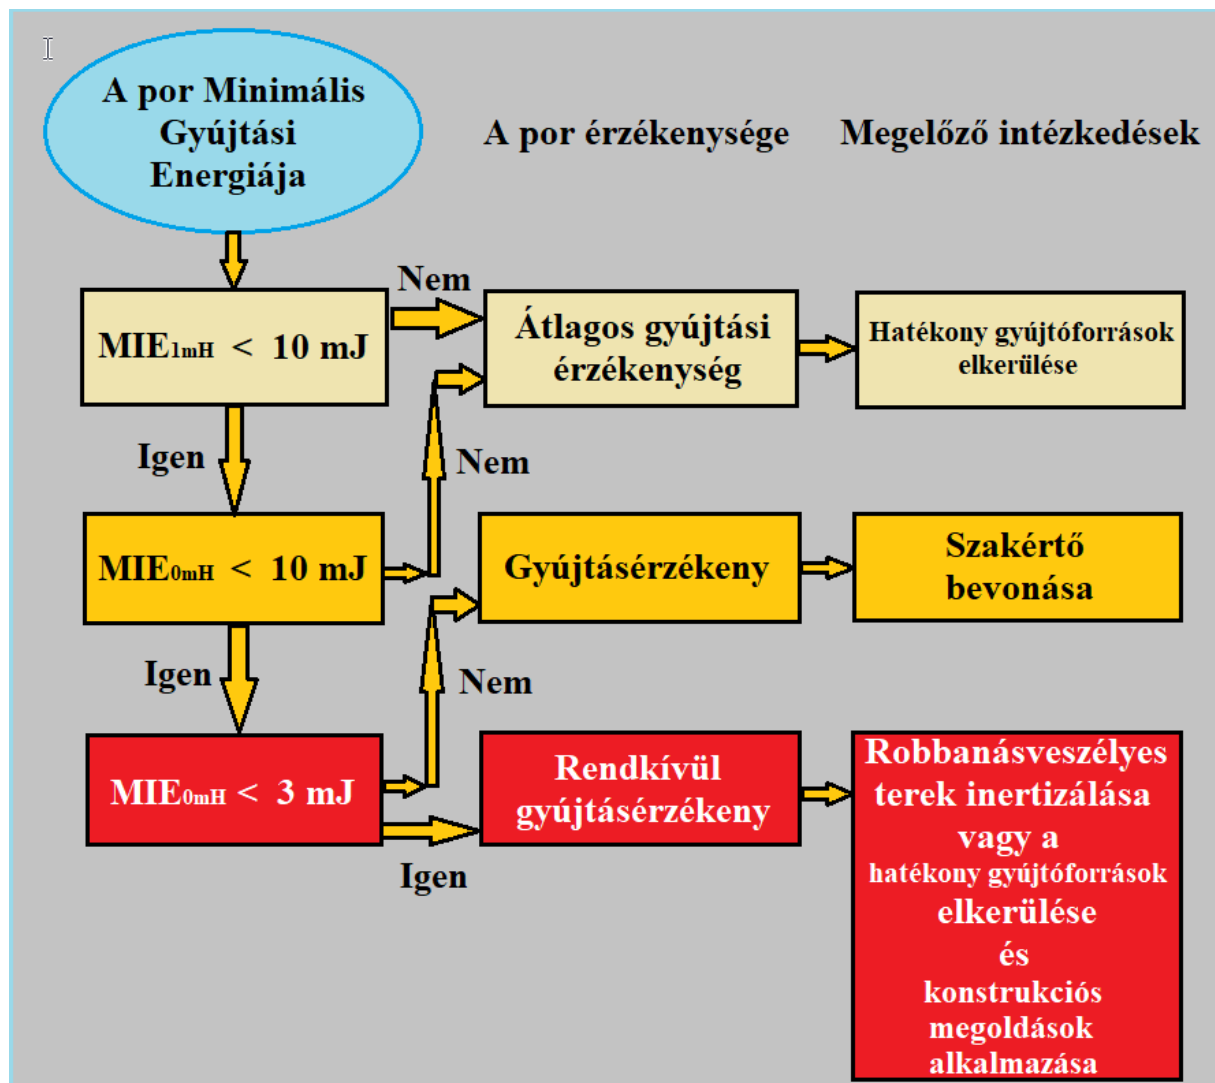 A por Minimális
Gyújtási
Energiája
A por érzékenysége
Megelőző intézkedések
Nem
MIE1mH < 10 mJ
Átlagos gyújtási
érzékenység
Hatékony gyújtóforrások
elkerülése
Igen
Nem
MIE0mH < 10 mJ
Gyújtásérzékeny
Szakértő
bevonása
Igen
Nem
MIE0mH < 3 mJ
Rendkívül
gyújtásérzékeny
Igen
Robbanásveszélyes
terek inertizálása
vagy a
hatékony gyújtóforrások
elkerülése
és
konstrukciós
megoldások
alkalmazása